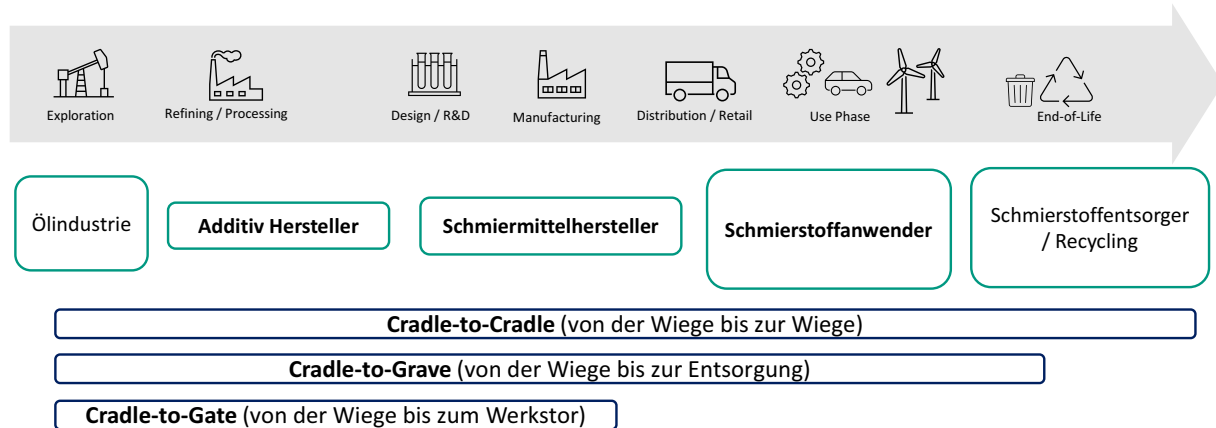 Exploration
Refining / Processing
Design / R&D
Manufacturing
Distribution / Retail
Use Phase
End-of-Life
Ölindustrie
Additiv Hersteller
Schmiermittelhersteller
Schmierstoffanwender
Schmierstoffentsorger
/ Recycling
Cradle-to-Cradle (von der Wiege bis zur Wiege)
Cradle-to-Grave (von der Wiege bis zur Entsorgung)
Cradle-to-Gate (von der Wiege bis zum Werkstor)